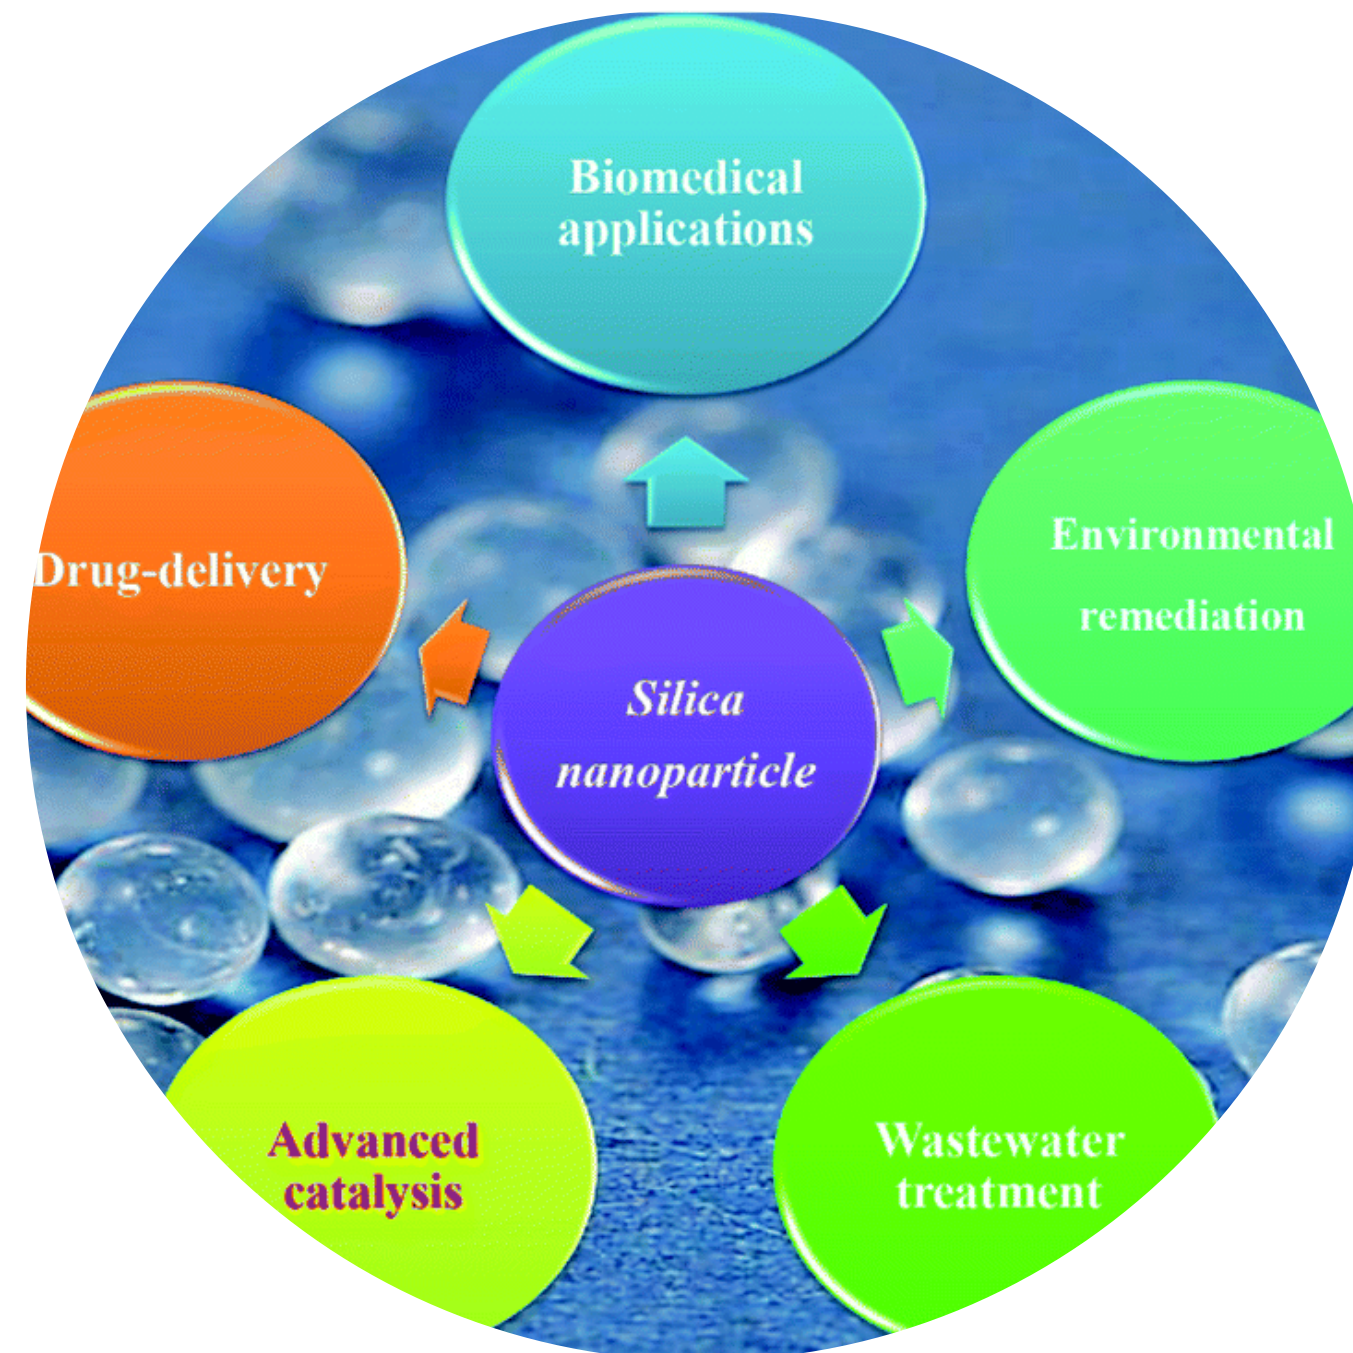 Biomedical
applications
Drug-delivery
Environmental
remediation
Silica
nanoparticle
Advanced
catalysis
Wastewater
treatment